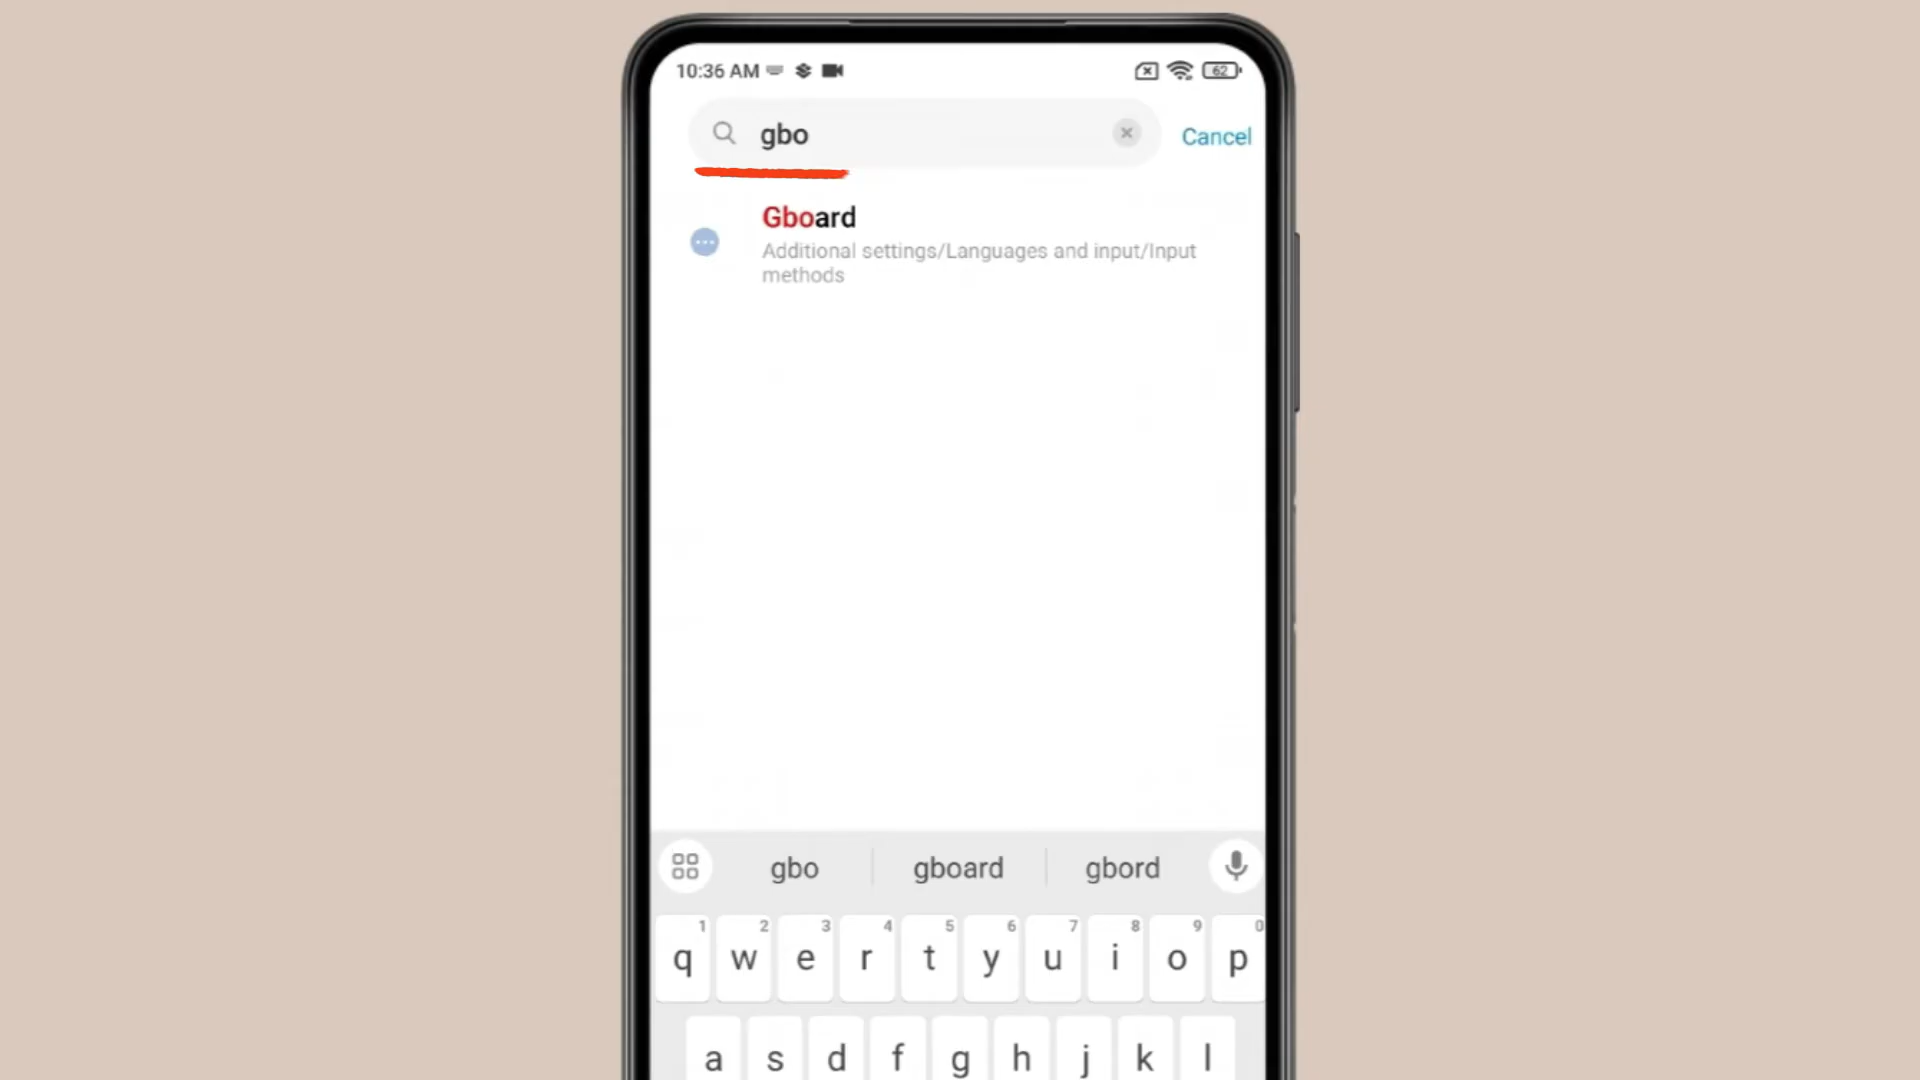 10:36 AM 62
gbo Cancel
Gboard
Additional settings/Languages and input/Input
methods
gbo gboard gbord
1 2 3 4 5 6 7 8 9 0
q w e r t y u i o p
a s d f g h j k l